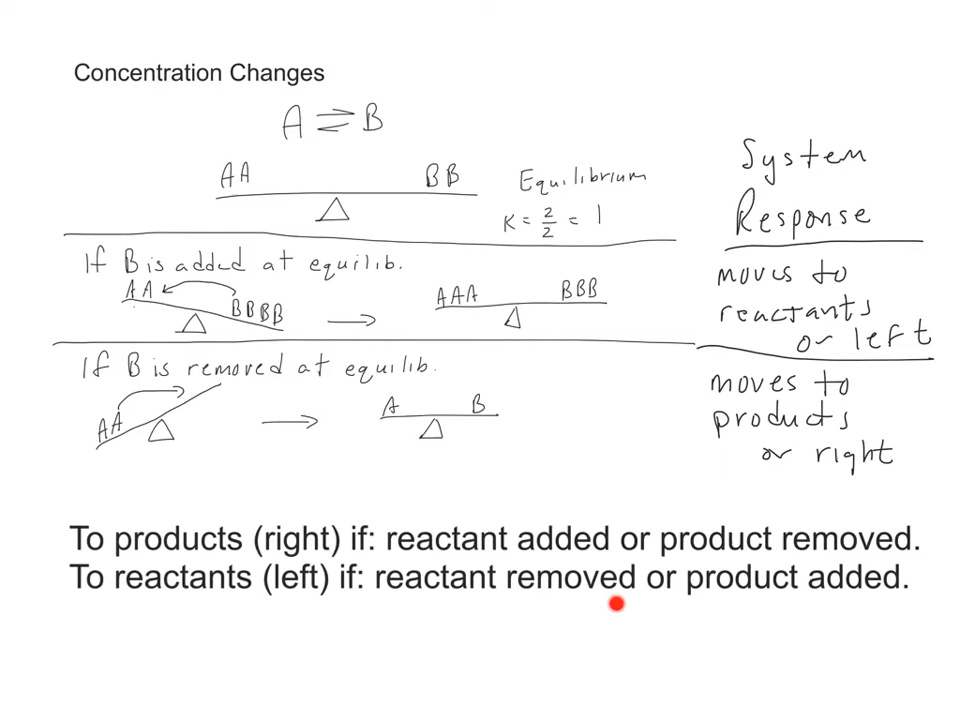 Concentration Changes
A ⇌ B
AA BB Equilibrium
K = 2/2 = 1
System
Response
If B is added at equilib.
AA BBBB → AAA BBB
moves to
reactants
or left
If B is removed at equilib.
AA → A B
moves to
products
or right
To products (right) if: reactant added or product removed.
To reactants (left) if: reactant removed or product added.